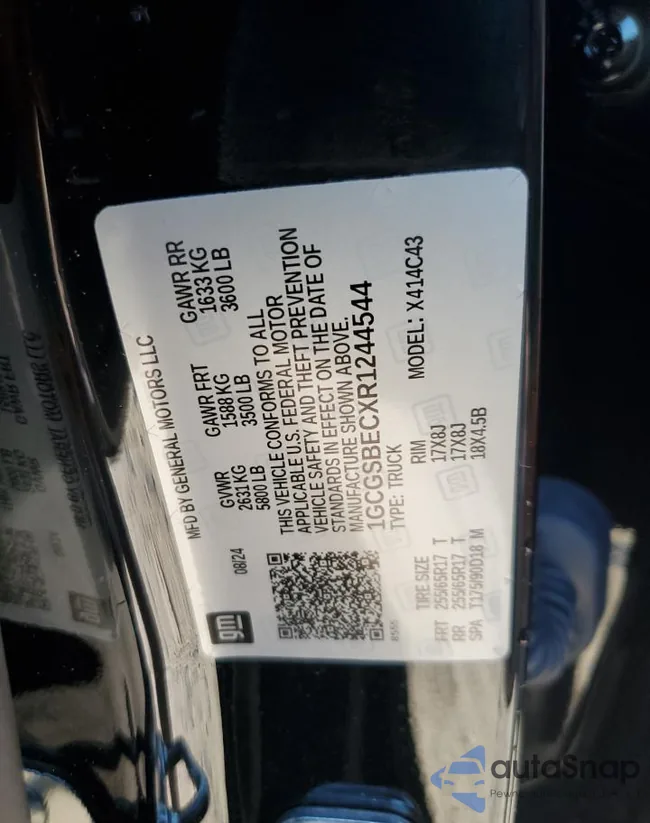 MFD BY GENERAL MOTORS LLC
08/24
GVWR GAWR FRT GAWR RR
2631 KG 1588 KG 1633 KG
5800 LB 3500 LB 3600 LB
THIS VEHICLE CONFORMS TO ALL
APPLICABLE U.S. FEDERAL MOTOR
VEHICLE SAFETY AND THEFT PREVENTION
STANDARDS IN EFFECT ON THE DATE OF
MANUFACTURE SHOWN ABOVE.
1GCGSBECXR1244544
TYPE: TRUCK MODEL: X414C43
TIRE SIZE RIM
FRT 255/65R17 T 17X8J
RR 255/65R17 T 17X8J
SPA T175/90D18 M 18X4.5B
gm
autoSnap